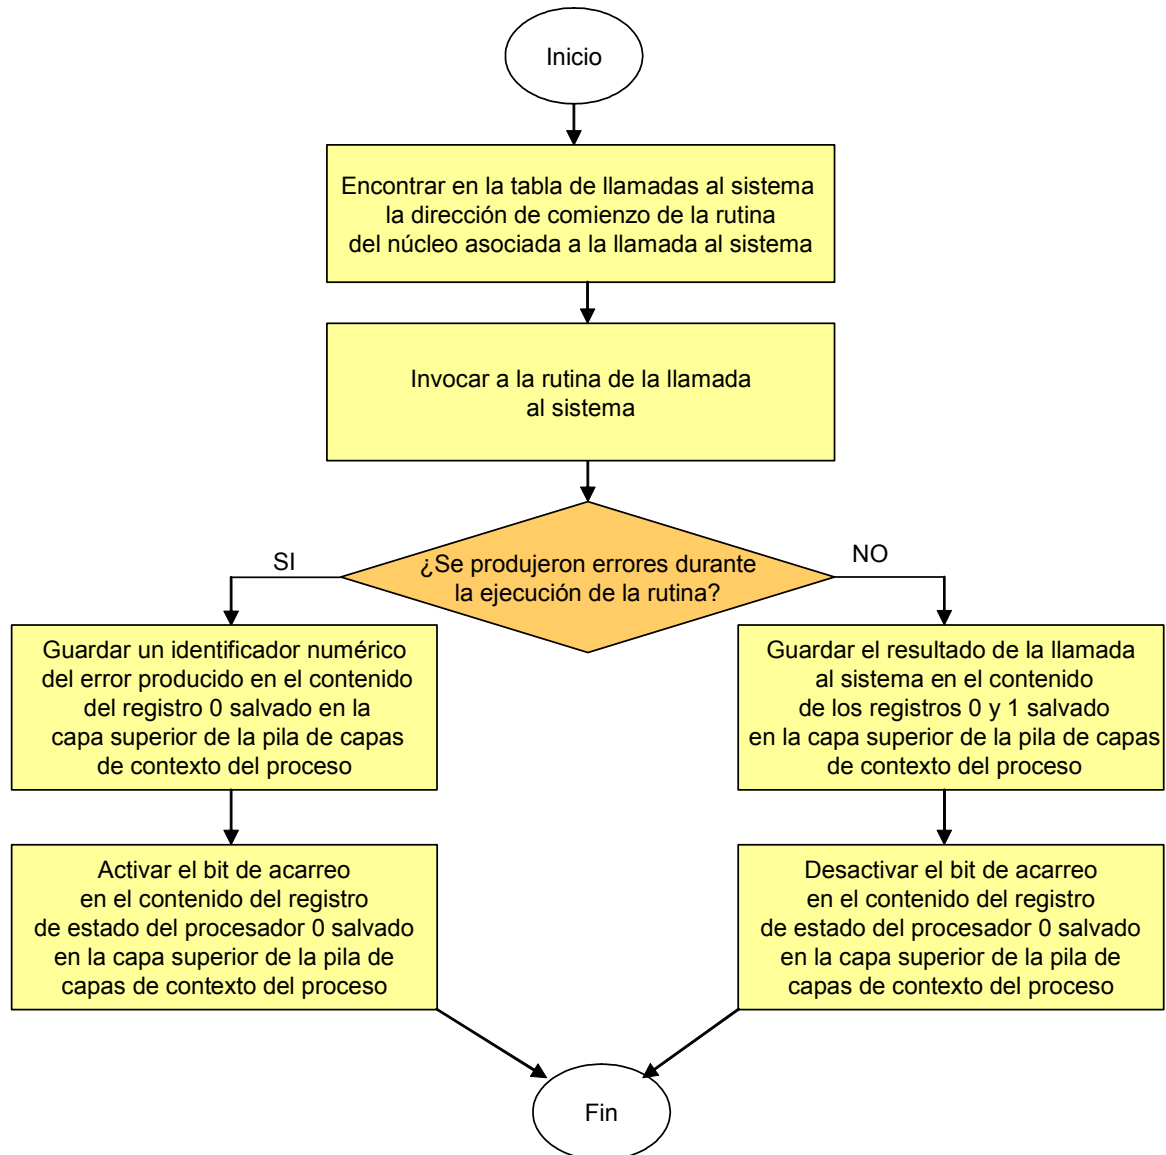 Inicio
Encontrar en la tabla de llamadas al sistema
la dirección de comienzo de la rutina
del núcleo asociada a la llamada al sistema
Invocar a la rutina de la llamada
al sistema
¿Se produjeron errores durante
la ejecución de la rutina?
SI
NO
Guardar un identificador numérico
del error producido en el contenido
del registro 0 salvado en la
capa superior de la pila de capas
de contexto del proceso
Guardar el resultado de la llamada
al sistema en el contenido
de los registros 0 y 1 salvado
en la capa superior de la pila de capas
de contexto del proceso
Activar el bit de acarreo
en el contenido del registro
de estado del procesador 0 salvado
en la capa superior de la pila de
capas de contexto del proceso
Desactivar el bit de acarreo
en el contenido del registro
de estado del procesador 0 salvado
en la capa superior de la pila de
capas de contexto del proceso
Fin